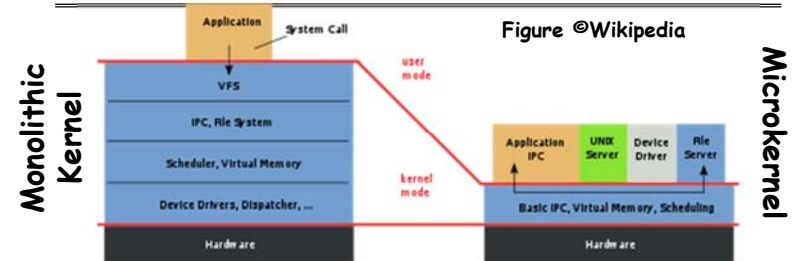 Figure ©Wikipedia
Monolithic
Kernel
Application
System Call
VFS
IPC, File System
Scheduler, Virtual Memory
Device Drivers, Dispatcher, ...
Hardware
user
mode
kernel
mode
Application
IPC
UNIX
Server
Device
Driver
File
Server
Basic IPC, Virtual Memory, Scheduling
Hardware
Microkernel